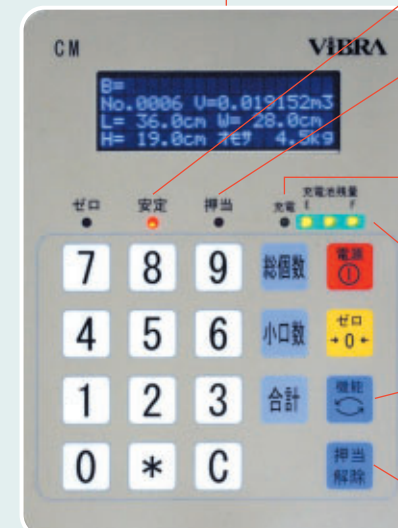 CM ViBRA
B=
No.0006 V=0.019152m3
L= 36.0cm W= 28.0cm
H= 19.0cm オモサ 4.5kg
充電池残量
ゼロ 安定 押当 充電 E F
7 8 9 総個数 電源
4 5 6 小口数 ゼロ
→0←
1 2 3 合計 機能
0 * C 押当
解除